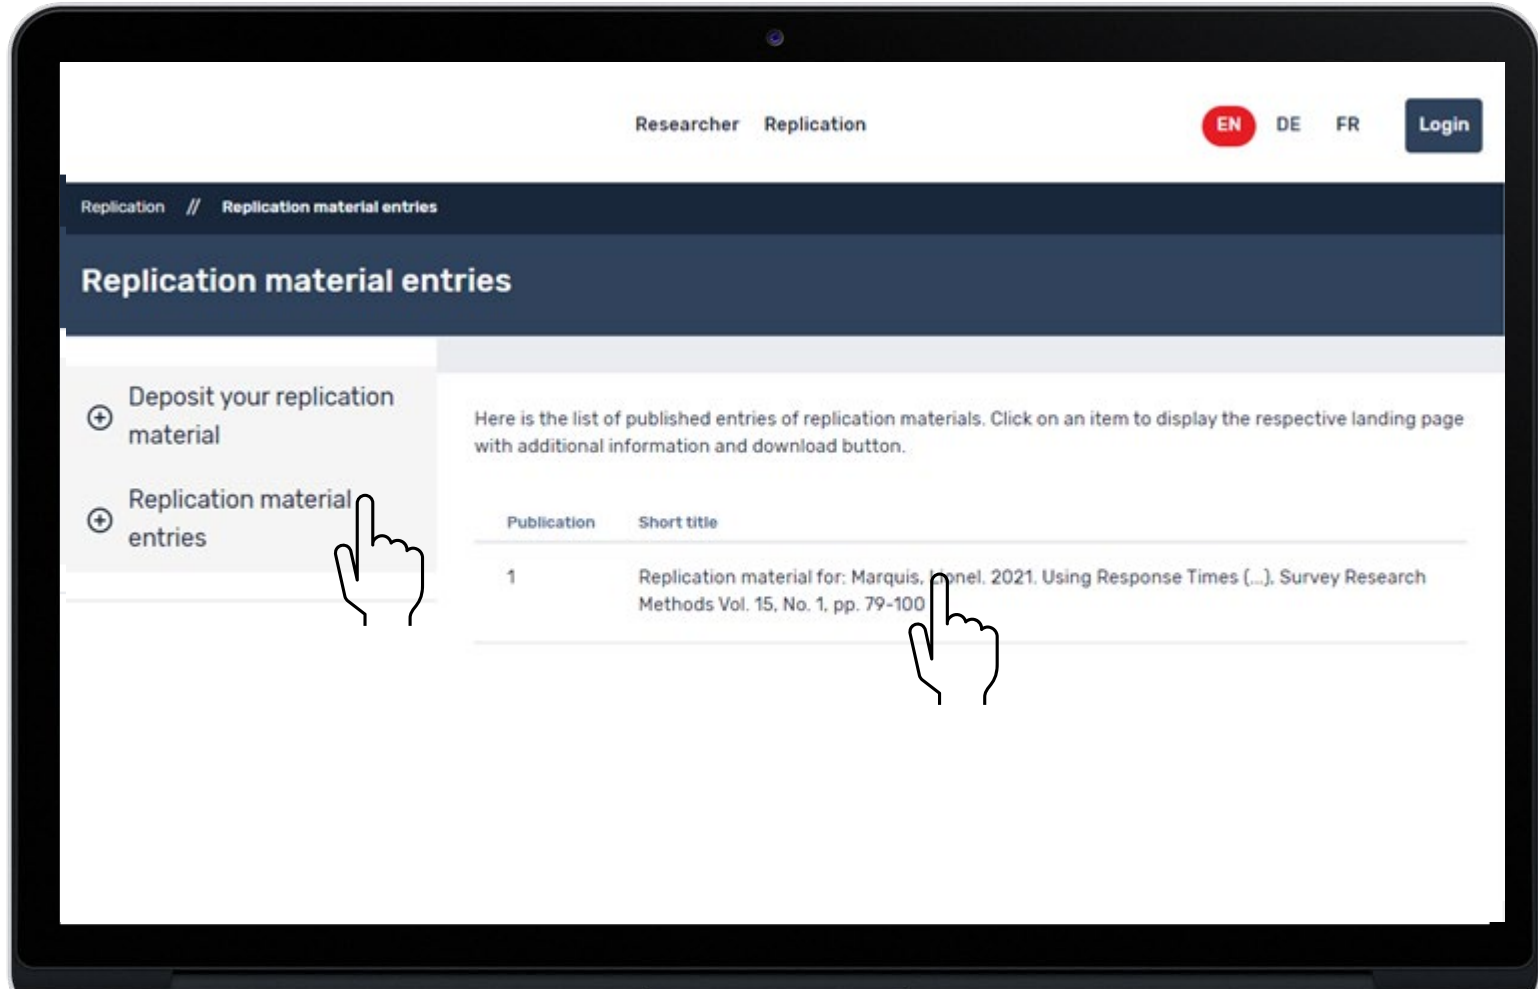 Researcher Replication EN DE FR Login
Replication // Replication material entries
Replication material entries
Deposit your replication
material
Replication material
entries
Here is the list of published entries of replication materials. Click on an item to display the respective landing page
with additional information and download button.
Publication Short title
1 Replication material for: Marquis, Lionel. 2021. Using Response Times (...), Survey Research
Methods Vol. 15, No. 1, pp. 79-100